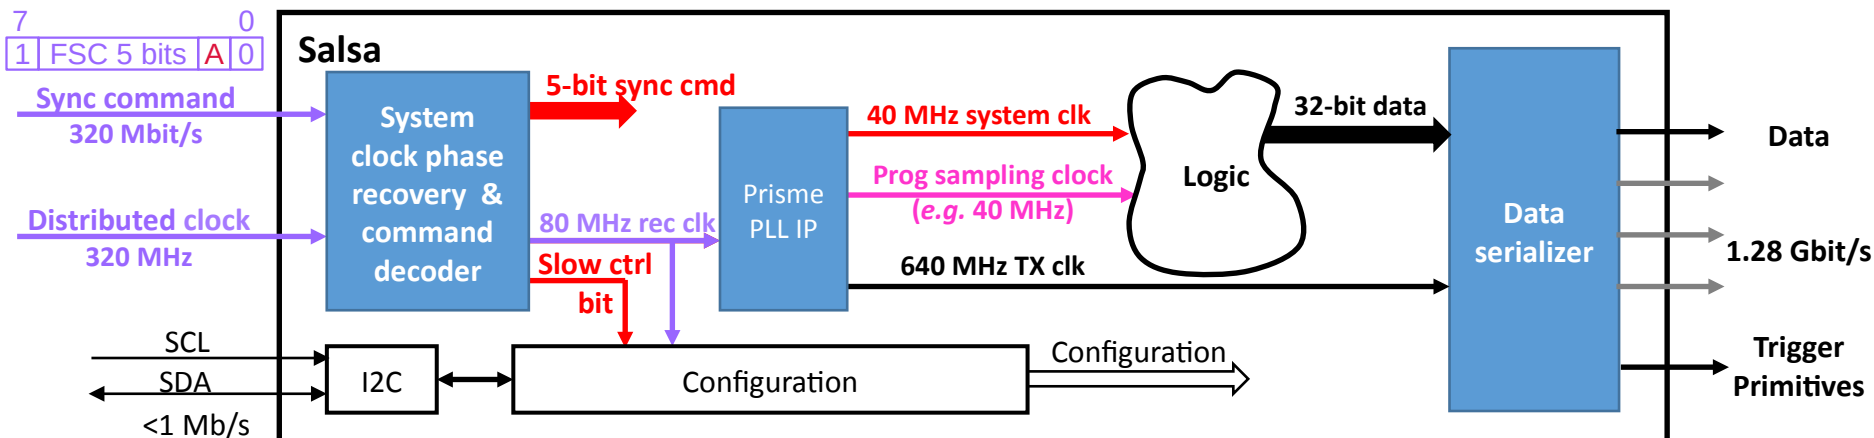 7 0
1 FSC 5 bits A 0
Salsa
Sync command
320 Mbit/s
Distributed clock
320 MHz
System
clock phase
recovery &
command
decoder
5-bit sync cmd
80 MHz rec clk
Slow ctrl
bit
Prisme
PLL IP
40 MHz system clk
Prog sampling clock
(e.g. 40 MHz)
640 MHz TX clk
Logic
32-bit data
Data
serializer
Data
1.28 Gbit/s
Trigger
Primitives
SCL
SDA
<1 Mb/s
I2C
Configuration
Configuration